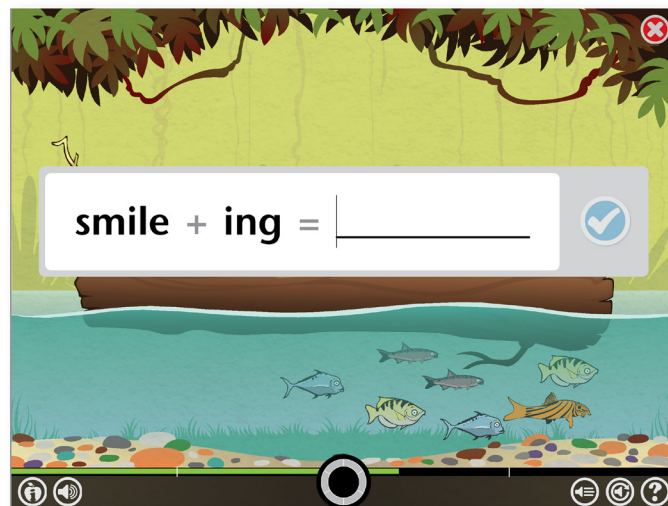 smile + ing =
i
?